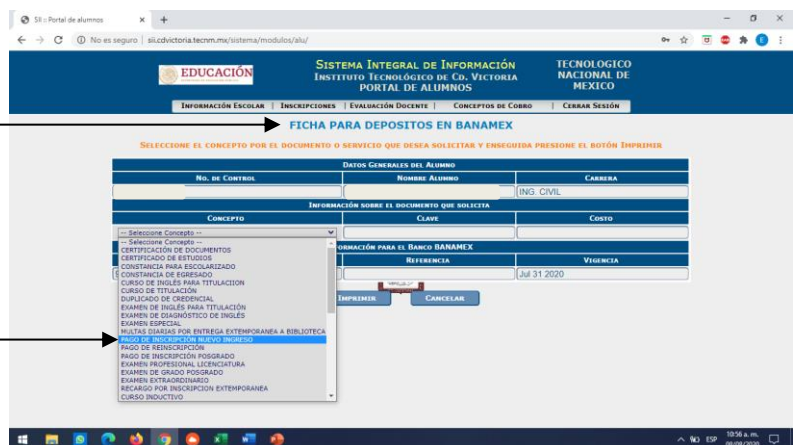 SII :: Portal de alumnos
No es seguro | sii.cdvictoria.tecnm.mx/sistema/modulos/alu/
EDUCACIÓN
SISTEMA INTEGRAL DE INFORMACIÓN
INSTITUTO TECNOLÓGICO DE CD. VICTORIA
PORTAL DE ALUMNOS
TECNOLOGICO
NACIONAL DE
MEXICO
INFORMACIÓN ESCOLAR | INSCRIPCIONES | EVALUACIÓN DOCENTE | CONCEPTOS DE COBRO | CERRAR SESIÓN
FICHA PARA DEPOSITOS EN BANAMEX
SELECCIONE EL CONCEPTO POR EL DOCUMENTO O SERVICIO QUE DESEA SOLICITAR Y ENSEGUIDA PRESIONE EL BOTÓN IMPRIMIR
DATOS GENERALES DEL ALUMNO
NO. DE CONTROL NOMBRE ALUMNO CARRERA
ING. CIVIL
INFORMACIÓN SOBRE EL DOCUMENTO QUE SOLICITA
CONCEPTO CLAVE COSTO
-- Seleccione Concepto --
ORMACIÓN PARA EL BANCO BANAMEX
REFERENCIA VIGENCIA
Jul 31 2020
IMPRIMIR CANCELAR
-- Seleccione Concepto --
CERTIFICACIÓN DE DOCUMENTOS
CERTIFICADO DE ESTUDIOS
CONSTANCIA PARA ESCOLARIZADO
CONSTANCIA DE EGRESADO
CURSO DE INGLÉS PARA TITULACION
CURSO DE TITULACIÓN
DUPLICADO DE CREDENCIAL
EXAMEN DE INGLÉS PARA TITULACIÓN
EXAMEN DE DIAGNÓSTICO DE INGLÉS
EXAMEN ESPECIAL
MULTAS DIARIAS POR ENTREGA EXTEMPORANEA A BIBLIOTECA
PAGO DE INSCRIPCIÓN NUEVO INGRESO
PAGO DE REINSCRIPCIÓN
PAGO DE INSCRIPCIÓN POSGRADO
EXAMEN PROFESIONAL LICENCIATURA
EXAMEN DE GRADO POSGRADO
EXAMEN EXTRAORDINARIO
RECARGO POR INSCRIPCION EXTEMPORANEA
CURSO INDUCTIVO
ESP
10:56 a. m.